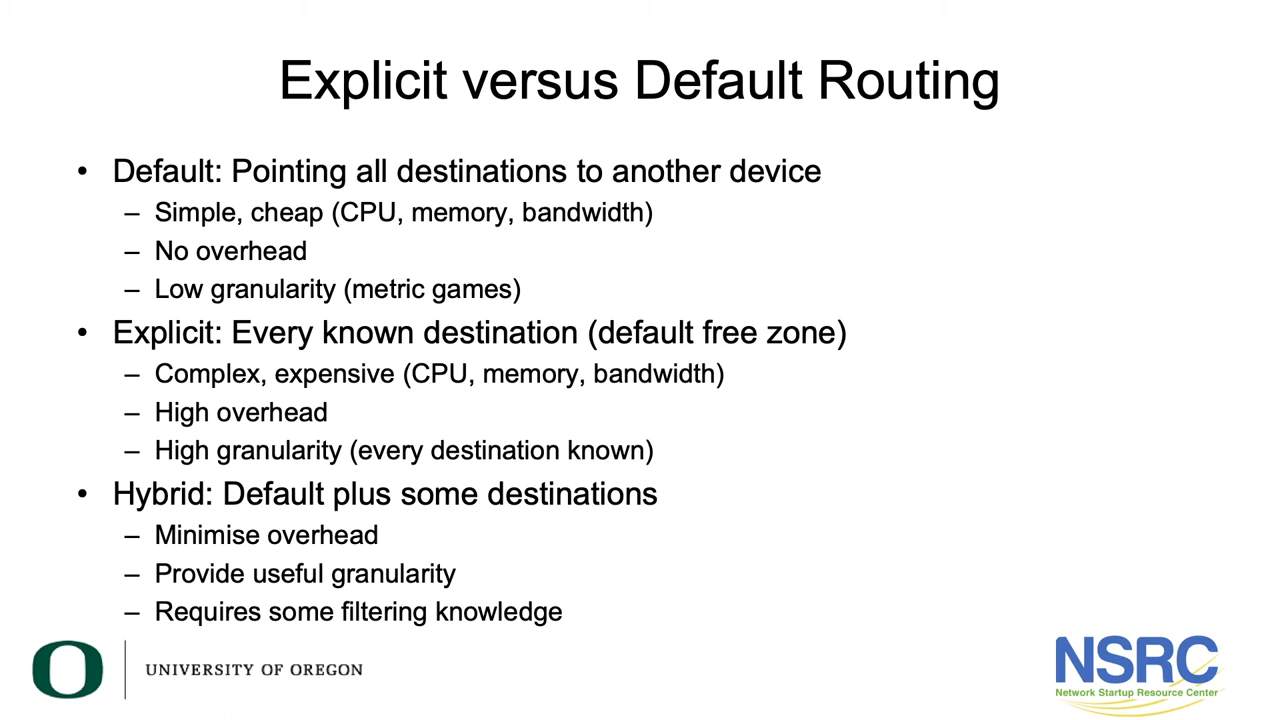 Explicit versus Default Routing
• Default: Pointing all destinations to another device
– Simple, cheap (CPU, memory, bandwidth)
– No overhead
– Low granularity (metric games)
• Explicit: Every known destination (default free zone)
– Complex, expensive (CPU, memory, bandwidth)
– High overhead
– High granularity (every destination known)
• Hybrid: Default plus some destinations
– Minimise overhead
– Provide useful granularity
– Requires some filtering knowledge
O UNIVERSITY OF OREGON
NSRC
Network Startup Resource Center